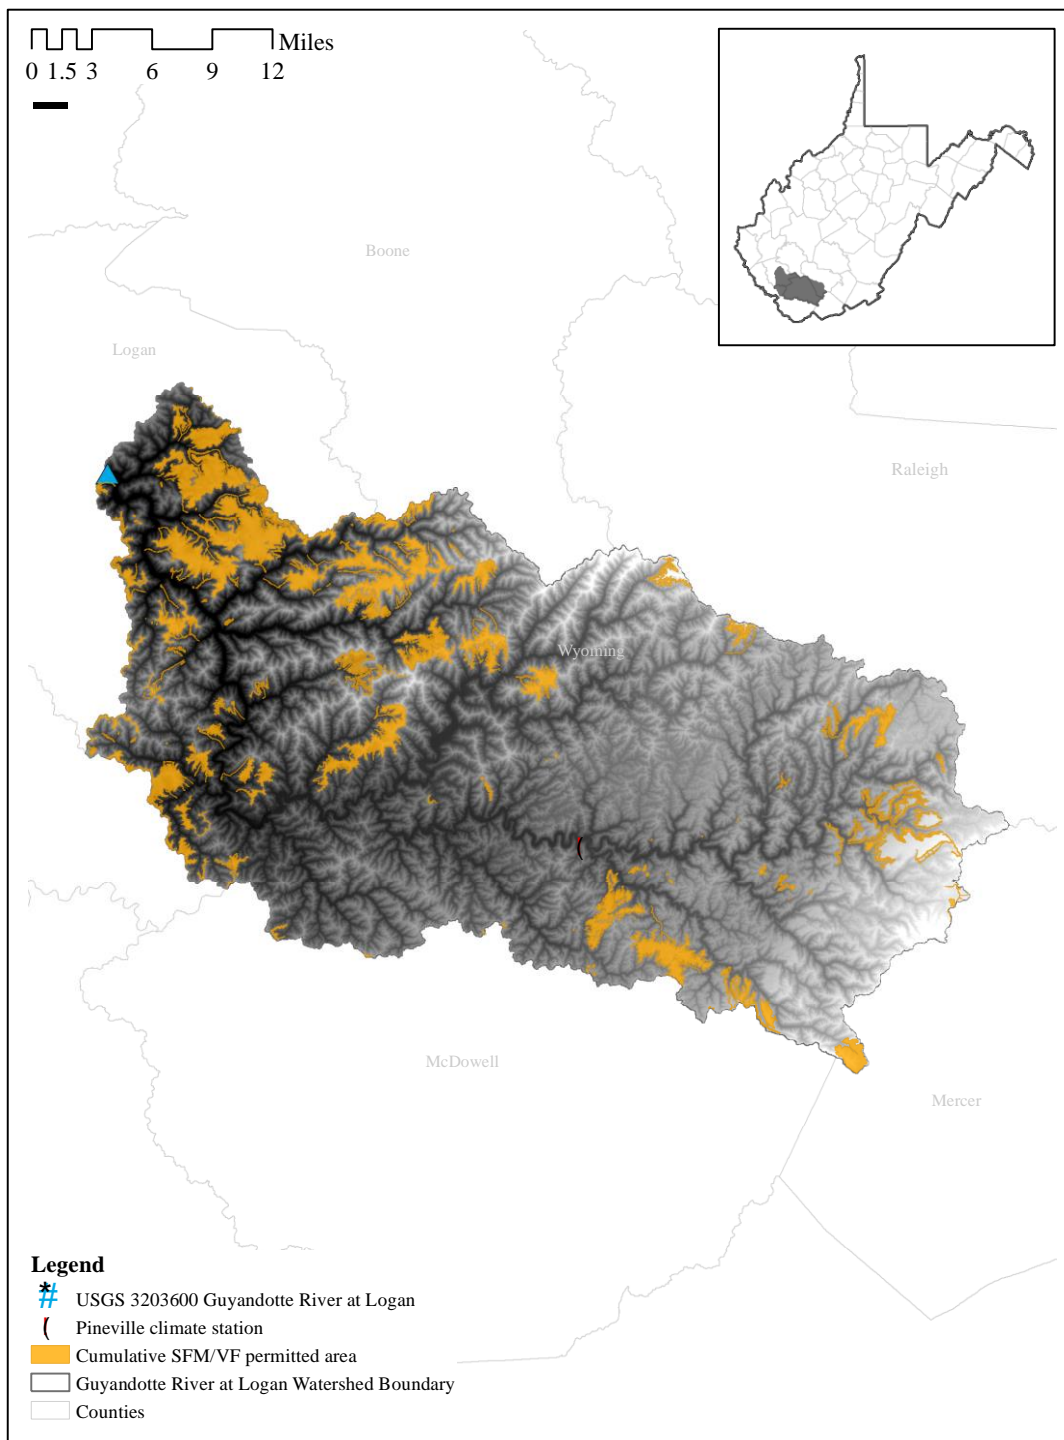 Miles
0 1.5 3 6 9 12
Boone
Logan
Raleigh
Wyoming
McDowell
Mercer
Legend
USGS 3203600 Guyandotte River at Logan
Pineville climate station
Cumulative SFM/VF permitted area
Guyandotte River at Logan Watershed Boundary
Counties